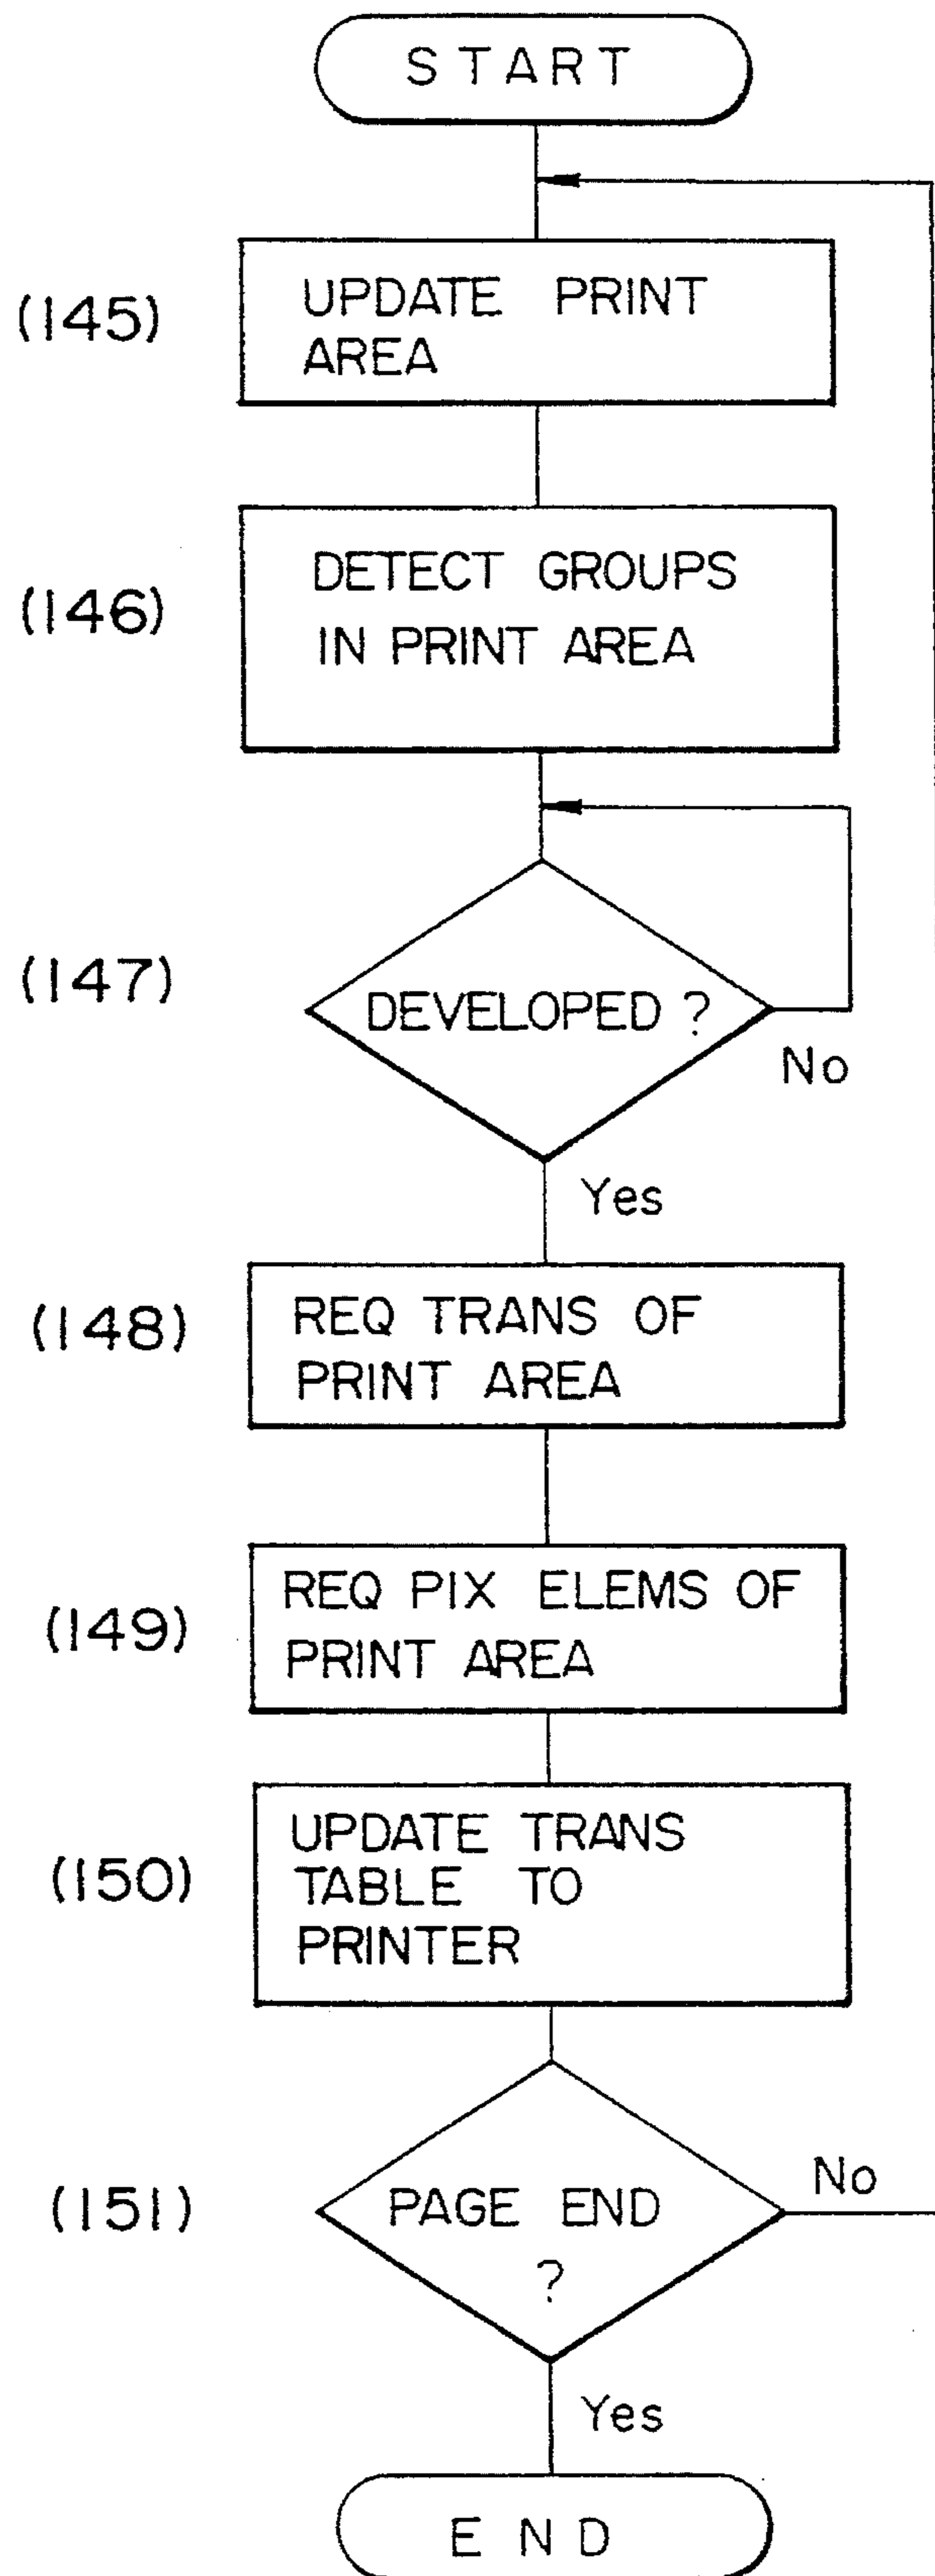 START
(145)
UPDATE PRINT
AREA
(146)
DETECT GROUPS
IN PRINT AREA
(147)
DEVELOPED ?
No
Yes
(148)
REQ TRANS OF
PRINT AREA
(149)
REQ PIX ELEMS OF
PRINT AREA
(150)
UPDATE TRANS
TABLE TO
PRINTER
(151)
PAGE END
?
No
Yes
END